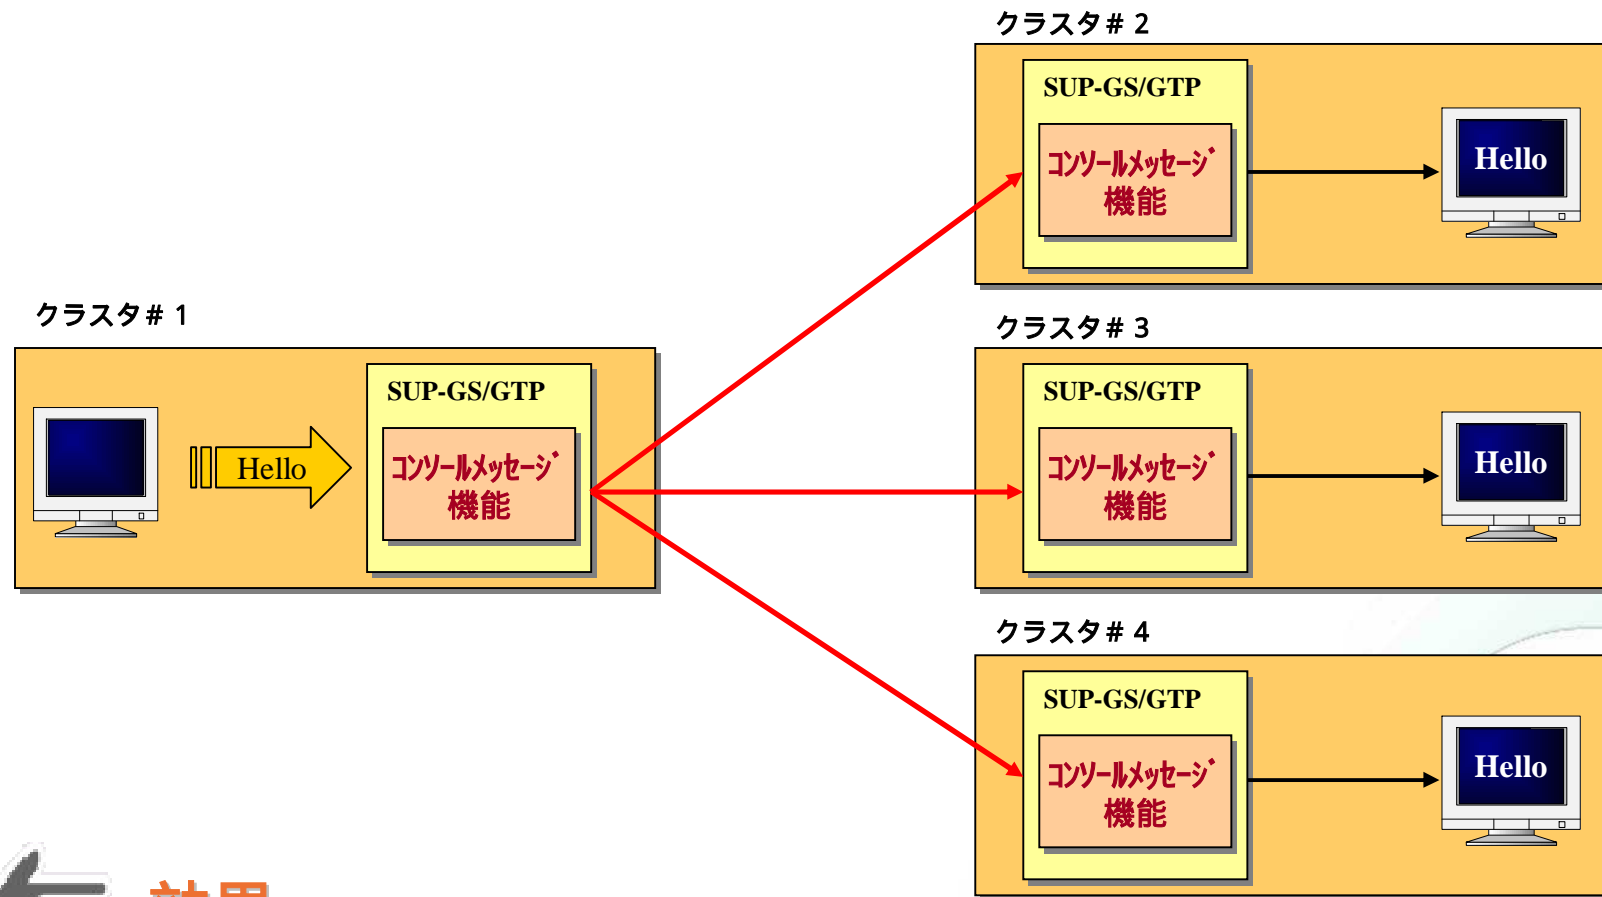 クラスタ＃２
SUP-GS/GTP
ｺﾝｿｰﾙﾒｯｾｰｼﾞ
機能
Hello
クラスタ＃１
SUP-GS/GTP
Hello
ｺﾝｿｰﾙﾒｯｾｰｼﾞ
機能
クラスタ＃３
SUP-GS/GTP
ｺﾝｿｰﾙﾒｯｾｰｼﾞ
機能
Hello
クラスタ＃４
SUP-GS/GTP
ｺﾝｿｰﾙﾒｯｾｰｼﾞ
機能
Hello